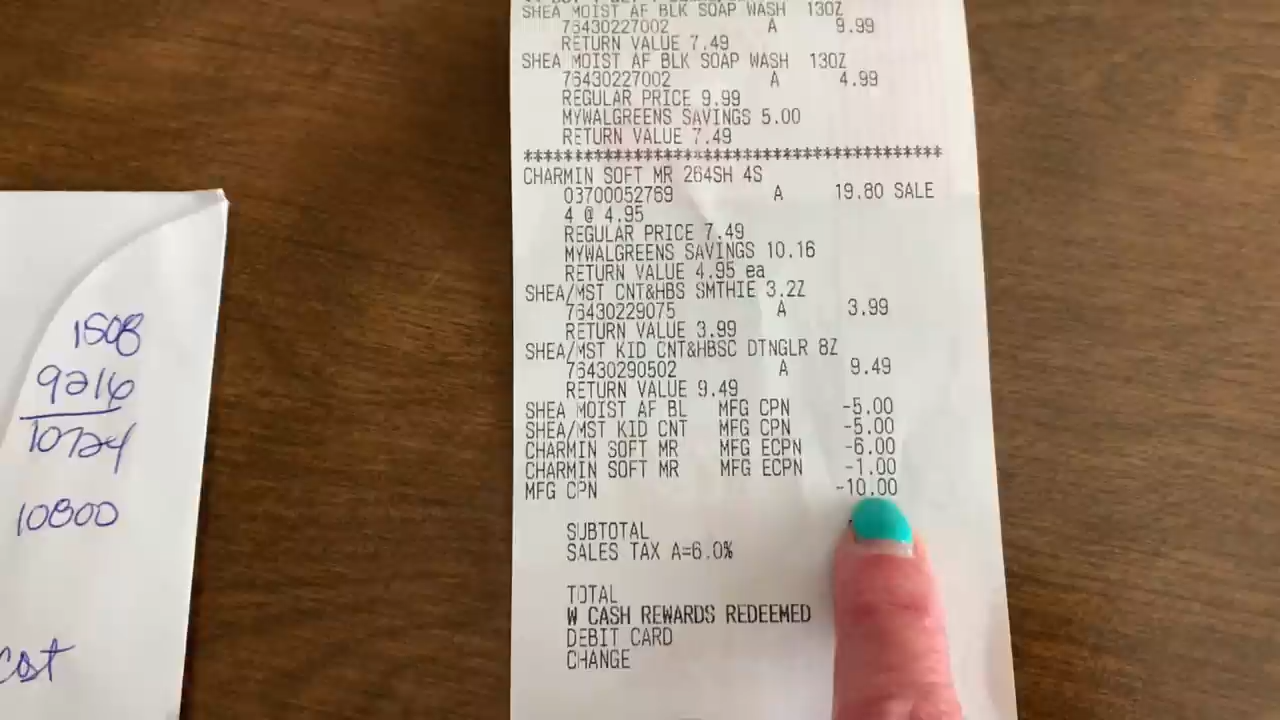 SHEA MOIST AF BLK SOAP WASH 13OZ
76430227002 A 9.99
RETURN VALUE 7.49
SHEA MOIST AF BLK SOAP WASH 13OZ
76430227002 A 4.99
REGULAR PRICE 9.99
MYWALGREENS SAVINGS 5.00
RETURN VALUE 7.49
****************************************
CHARMIN SOFT MR 264SH 4S
03700052769 A 19.80 SALE
4 @ 4.95
REGULAR PRICE 7.49
MYWALGREENS SAVINGS 10.16
RETURN VALUE 4.95 ea
SHEA/MST CNT&HBS SMTHIE 3.2Z
76430229075 A 3.99
RETURN VALUE 3.99
SHEA/MST KID CNT&HBSC DTNGLR 8Z
76430290502 A 9.49
RETURN VALUE 9.49
SHEA MOIST AF BL MFG CPN -5.00
SHEA/MST KID CNT MFG CPN -5.00
CHARMIN SOFT MR MFG ECPN -6.00
CHARMIN SOFT MR MFG ECPN -1.00
MFG CPN -10.00
SUBTOTAL
SALES TAX A=6.0%
TOTAL
W CASH REWARDS REDEEMED
DEBIT CARD
CHANGE
1508
9216
10724
10800
cost